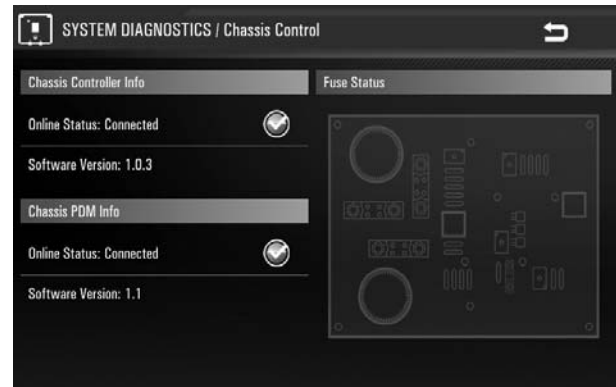 SYSTEM DIAGNOSTICS / Chassis Control
Chassis Controller Info
Online Status: Connected
Software Version: 1.0.3
Chassis PDM Info
Online Status: Connected
Software Version: 1.1
Fuse Status